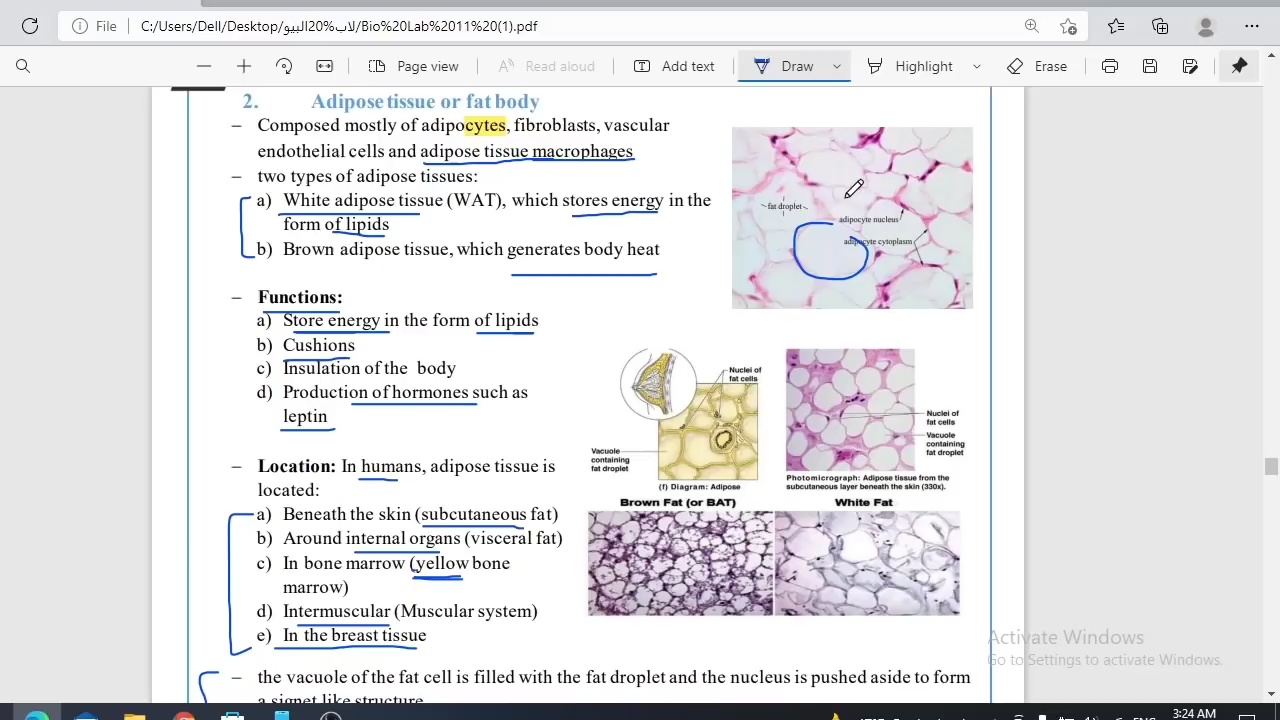 File C:/Users/Dell/Desktop/لاب%20البيو/Bio%20Lab%2011%20(1).pdf
Page view Read aloud Add text Draw Highlight Erase
2. Adipose tissue or fat body
– Composed mostly of adipocytes, fibroblasts, vascular
endothelial cells and adipose tissue macrophages
– two types of adipose tissues:
a) White adipose tissue (WAT), which stores energy in the
form of lipids
b) Brown adipose tissue, which generates body heat
fat droplet
adipocyte nucleus
adipocyte cytoplasm
– Functions:
a) Store energy in the form of lipids
b) Cushions
c) Insulation of the body
d) Production of hormones such as
leptin
– Location: In humans, adipose tissue is
located:
a) Beneath the skin (subcutaneous fat)
b) Around internal organs (visceral fat)
c) In bone marrow (yellow bone
marrow)
d) Intermuscular (Muscular system)
e) In the breast tissue
Nuclei of
fat cells
Vacuole
containing
fat droplet
(f) Diagram: Adipose
Nuclei of
fat cells
Vacuole
containing
fat droplet
Photomicrograph: Adipose tissue from the
subcutaneous layer beneath the skin (330x).
Brown Fat (or BAT) White Fat
– the vacuole of the fat cell is filled with the fat droplet and the nucleus is pushed aside to form
a signet like structure
Activate Windows
Go to Settings to activate Windows.
3:24 AM